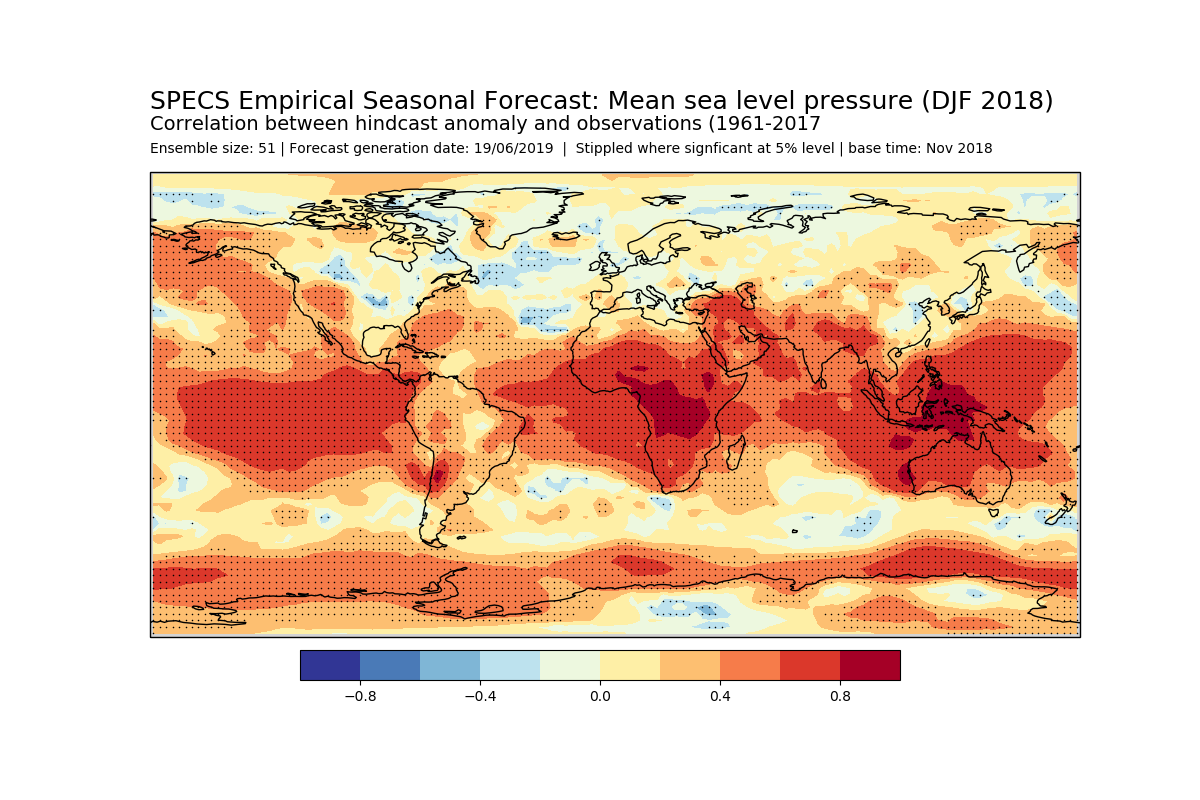 SPECS Empirical Seasonal Forecast: Mean sea level pressure (DJF 2018)
Correlation between hindcast anomaly and observations (1961-2017
Ensemble size: 51 | Forecast generation date: 19/06/2019  |  Stippled where signficant at 5% level | base time: Nov 2018
−0.8 −0.4 0.0 0.4 0.8